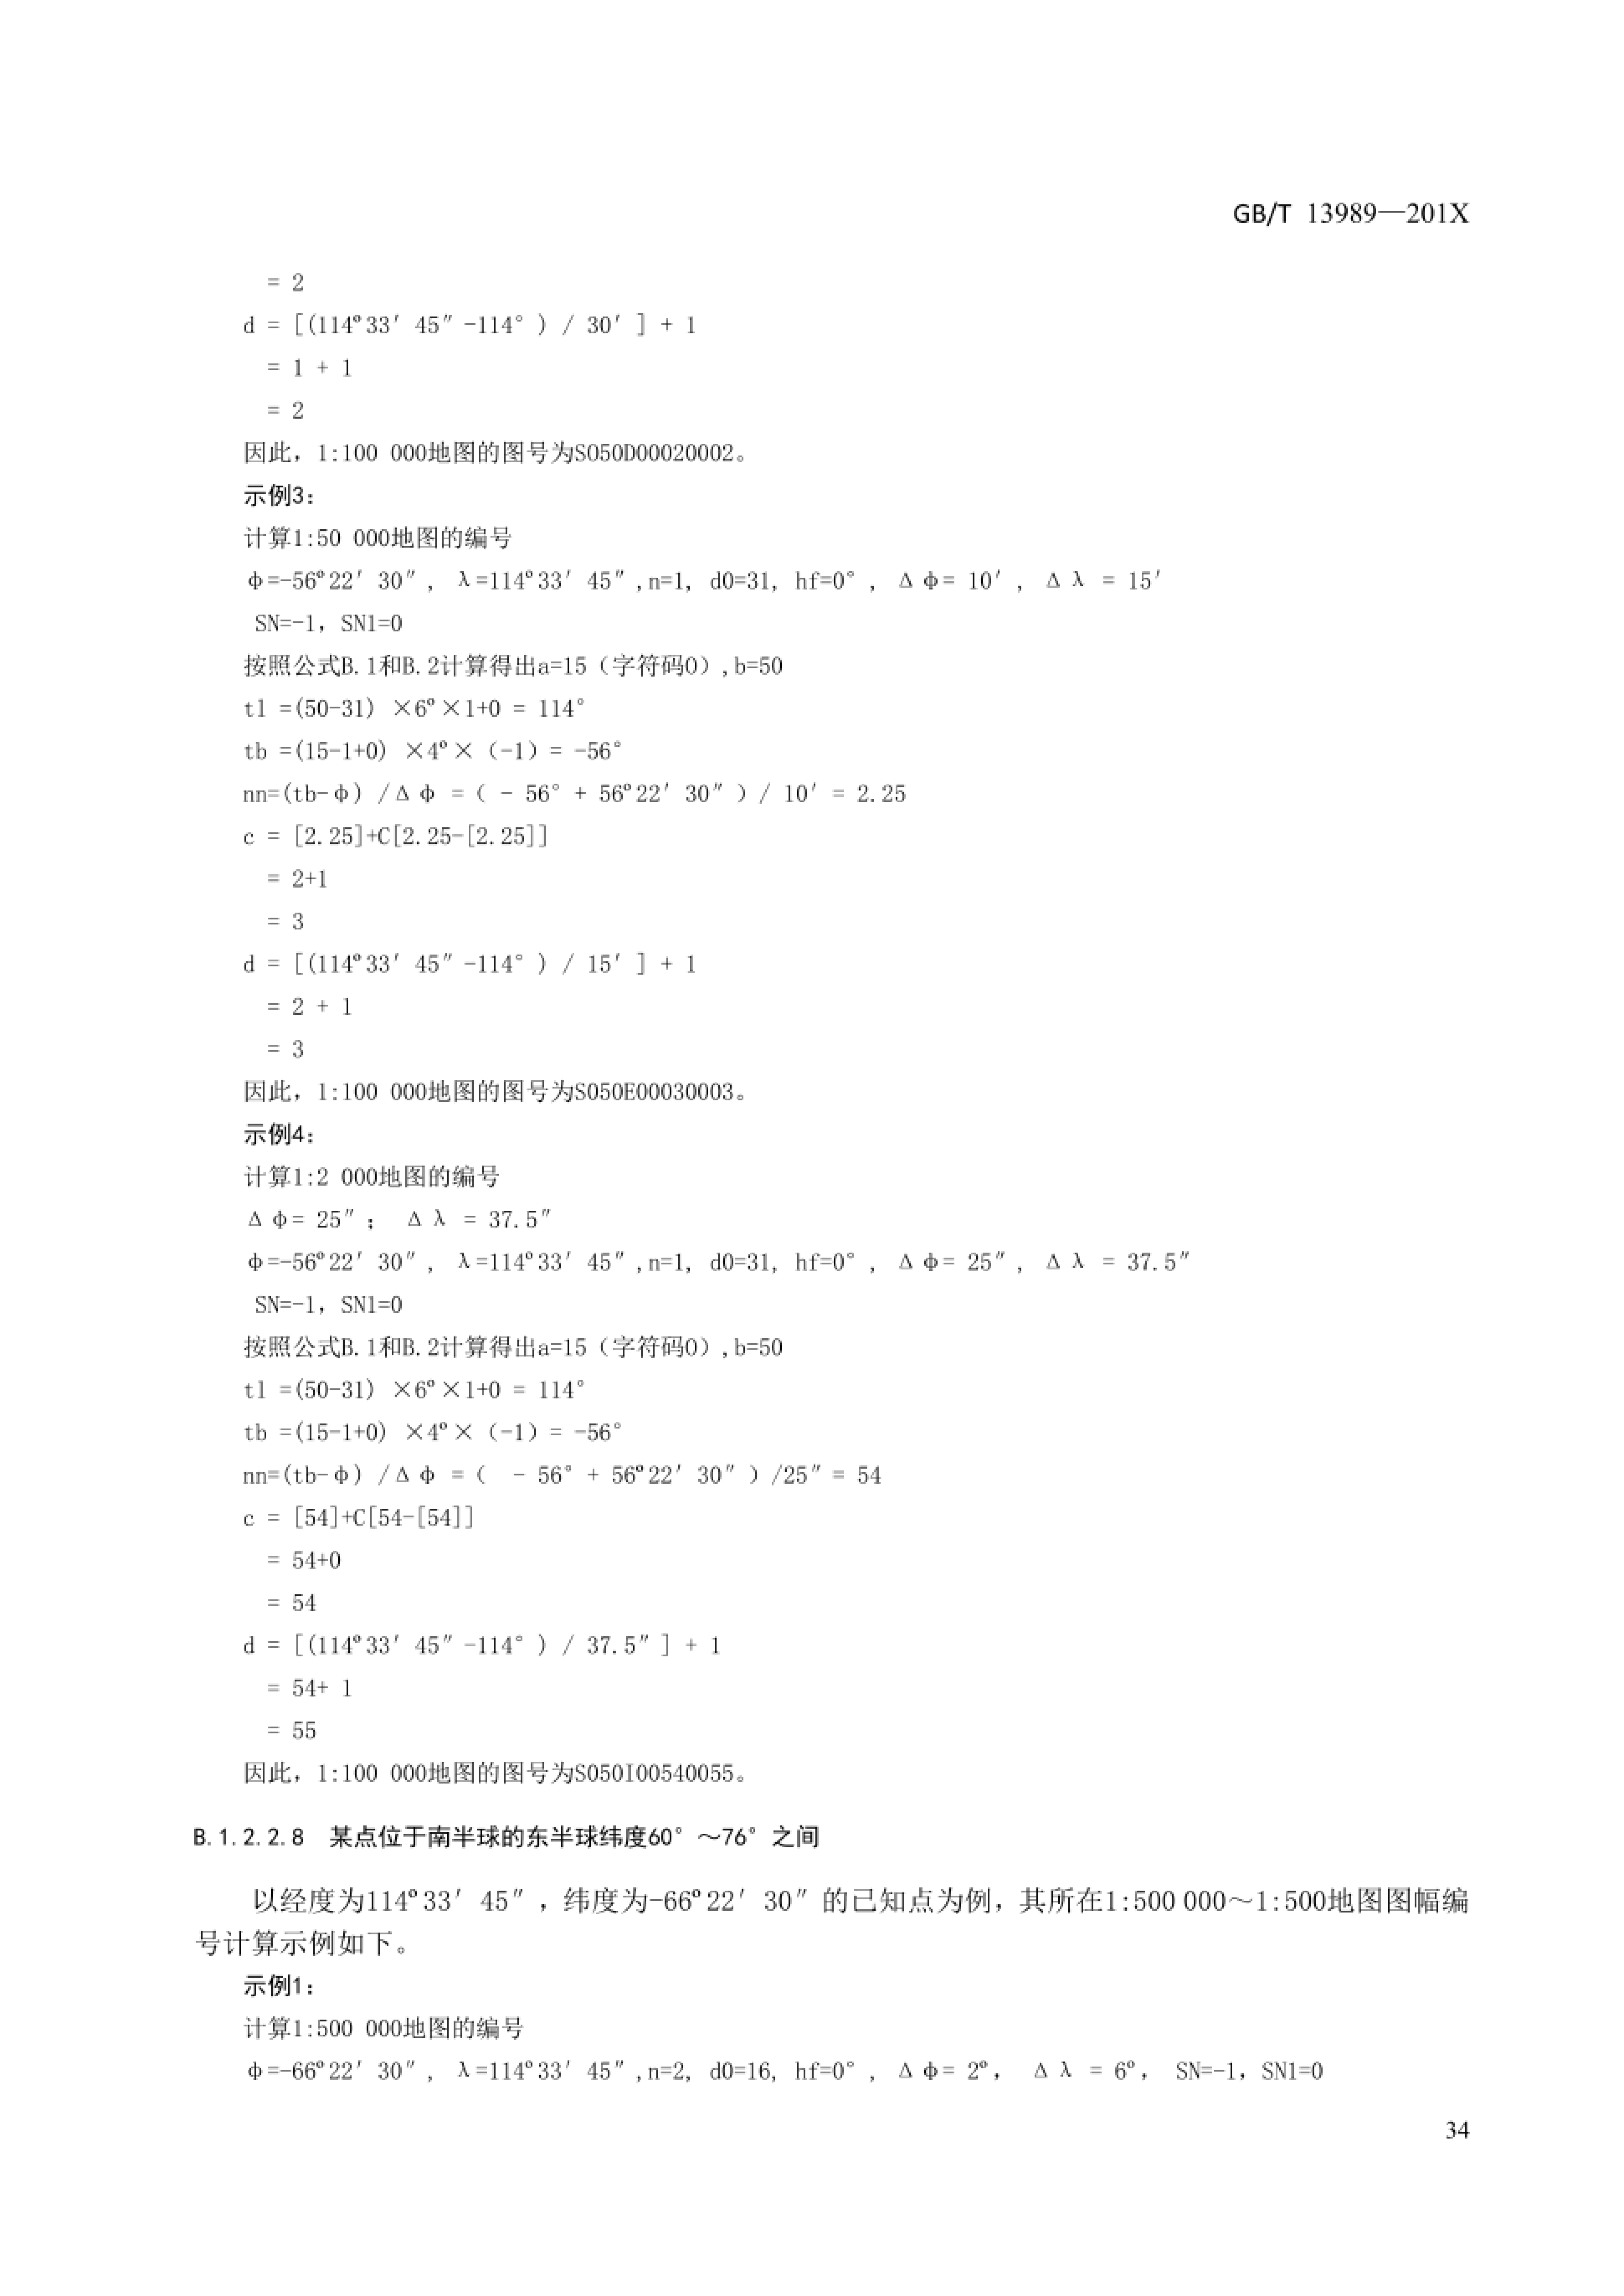 GB/T 13989—201X
= 2
d = [(114º33′ 45″-114° ) / 30′ ] + 1
= 1 + 1
= 2
因此，1:100 000地图的图号为SO50D00020002。
示例3：
计算1:50 000地图的编号
φ=-56º22′ 30″, λ=114º33′ 45″,n=1, d0=31, hf=0° , Δφ= 10′, Δλ = 15′
SN=-1，SN1=0
按照公式B.1和B.2计算得出a=15（字符码O）,b=50
tl =(50-31) ×6º×1+0 = 114°
tb =(15-1+0) ×4º×（-1）= -56°
nn=(tb-φ) /Δφ =（ - 56° + 56º22′ 30″ ）/ 10′ = 2.25
c = [2.25]+C[2.25-[2.25]]
= 2+1
= 3
d = [(114º33′ 45″-114° ) / 15′ ] + 1
= 2 + 1
= 3
因此，1:100 000地图的图号为SO50E00030003。
示例4：
计算1:2 000地图的编号
Δφ= 25″； Δλ = 37.5″
φ=-56º22′ 30″, λ=114º33′ 45″,n=1, d0=31, hf=0° , Δφ= 25″, Δλ = 37.5″
SN=-1，SN1=0
按照公式B.1和B.2计算得出a=15（字符码O）,b=50
tl =(50-31) ×6º×1+0 = 114°
tb =(15-1+0) ×4º×（-1）= -56°
nn=(tb-φ) /Δφ =（ - 56° + 56º22′ 30″ ）/25″= 54
c = [54]+C[54-[54]]
= 54+0
= 54
d = [(114º33′ 45″-114° ) / 37.5″ ] + 1
= 54+ 1
= 55
因此，1:100 000地图的图号为SO50I00540055。
B.1.2.2.8 某点位于南半球的东半球纬度60°～76°之间
以经度为114º33′ 45″，纬度为-66º22′ 30″的已知点为例，其所在1:500 000～1:500地图图幅编
号计算示例如下。
示例1：
计算1:500 000地图的编号
φ=-66º22′ 30″, λ=114º33′ 45″,n=2, d0=16, hf=0° , Δφ= 2º， Δλ = 6º， SN=-1，SN1=0
34